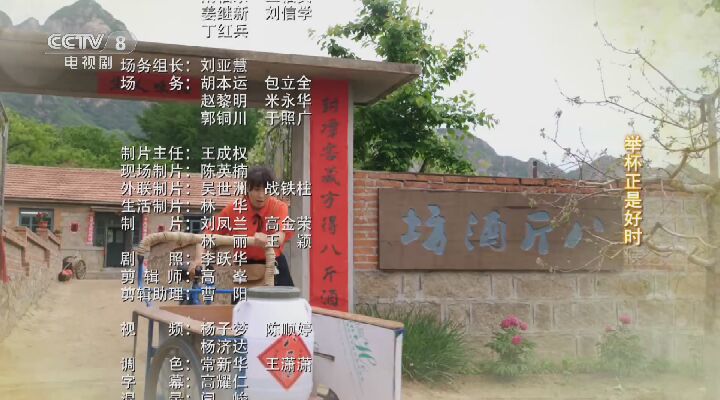 CCTV 8
电视剧
姜继新 刘信学
丁红兵
场务组长：刘亚慧
场 务：胡本运 包立全
赵黎明 米永华
郭铜川 于照广
制片主任：王成权
现场制片：陈英楠
外联制片：吴世洲 战铁柱
生活制片：林 华
制 片：刘凤兰 高金荣
林 丽 王 颖
剧 照：李跃华
剪 辑 师：高 峯
剪辑助理：曹 阳
视 频：杨子梦 陈顺婷
杨济达
调 色：常新华 王潇潇
字 幕：高耀仁
举杯正是好时
封坛窖藏方得八斤酒
八斤酒坊